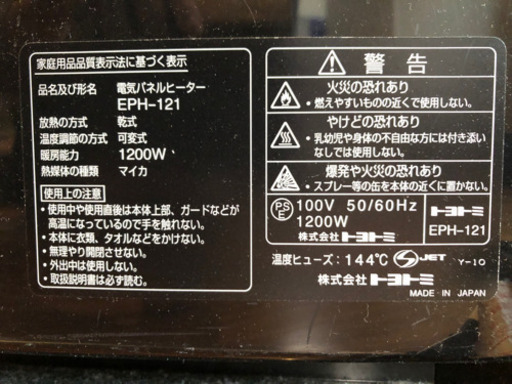 家庭用品品質表示法に基づく表示
品名及び形名 電気パネルヒーター
EPH-121
放熱の方式 乾式
温度調節の方式 可変式
暖房能力 1200W
熱媒体の種類 マイカ
使用上の注意
・使用中や使用直後は本体上部、ガードなどが
高温になっているので手を触れない。
・本体に衣類、タオルなどをかけない。
・無理やり開閉させない。
・外出中は使用しない。
・取扱説明書は必ず読む。
警告
火災の恐れあり
・燃えやすいものの近くで使用しない。
やけどの恐れあり
・乳幼児や身体の不自由な方には付き添い
なしでは使用しない。
爆発や火災の恐れあり
・スプレー等の缶を本体の近くに置かない。
PSE 100V 50/60Hz
1200W
株式会社トヨトミ
トヨトミ
EPH-121
温度ヒューズ:144℃ S JET Y-10
株式会社トヨトミ
MADE IN JAPAN